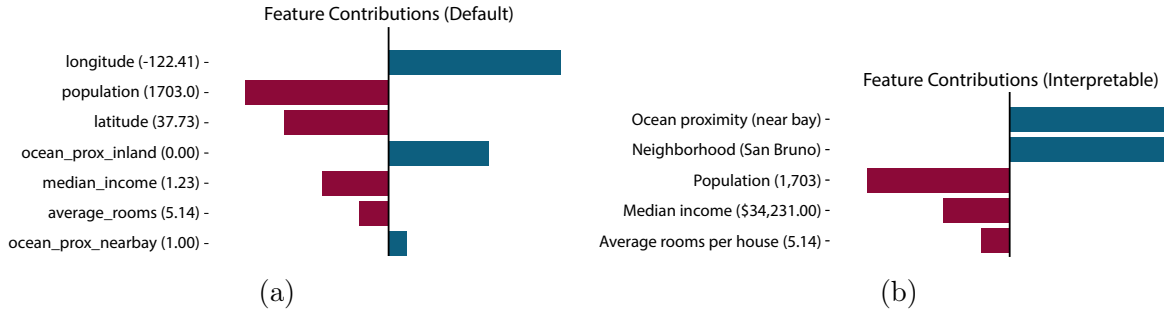 Feature Contributions (Default)
longitude (-122.41) -
population (1703.0) -
latitude (37.73) -
ocean_prox_inland (0.00) -
median_income (1.23) -
average_rooms (5.14) -
ocean_prox_nearbay (1.00) -
(a)
Feature Contributions (Interpretable)
Ocean proximity (near bay) -
Neighborhood (San Bruno) -
Population (1,703) -
Median income ($34,231.00) -
Average rooms per house (5.14) -
(b)